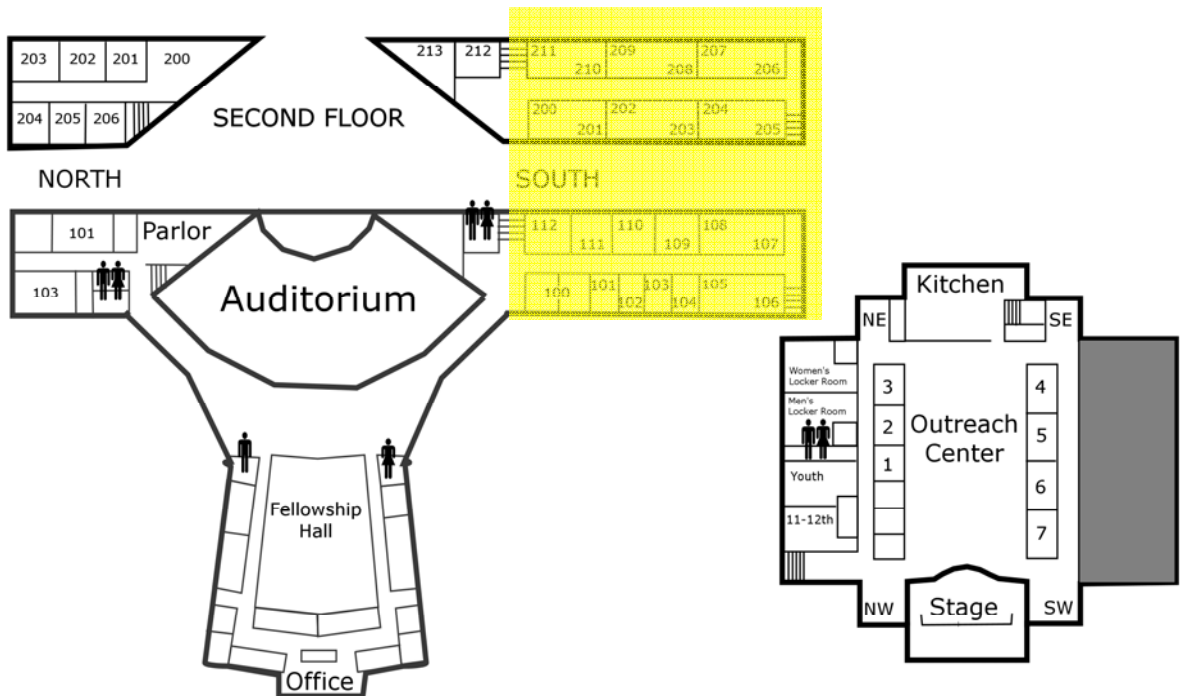 203 202 201 200
204 205 206
SECOND FLOOR
213 212 211 209 207
210 208 206
200 202 204
201 203 205
NORTH
SOUTH
101 Parlor
103
Auditorium
112 110 108
111 109 107
101 103 105
100 102 104 106
Fellowship
Hall
Office
Kitchen
NE
SE
Women's
Locker Room
Men's
Locker Room
Youth
11-12th
3
2
1
Outreach
Center
4
5
6
7
NW
Stage
SW